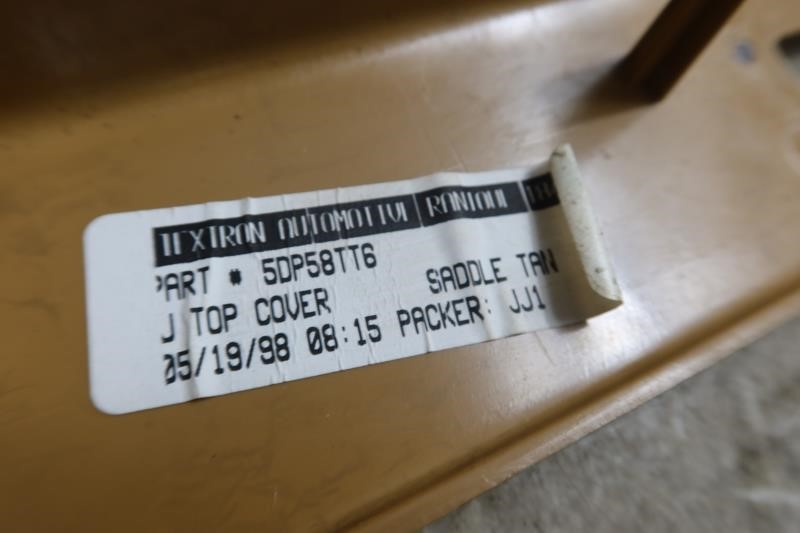 TEXTRON AUTOMOTIVE RANTOUL
PART # 5DP58TT6
J TOP COVER SADDLE TAN
05/19/98 08:15 PACKER: JJ1